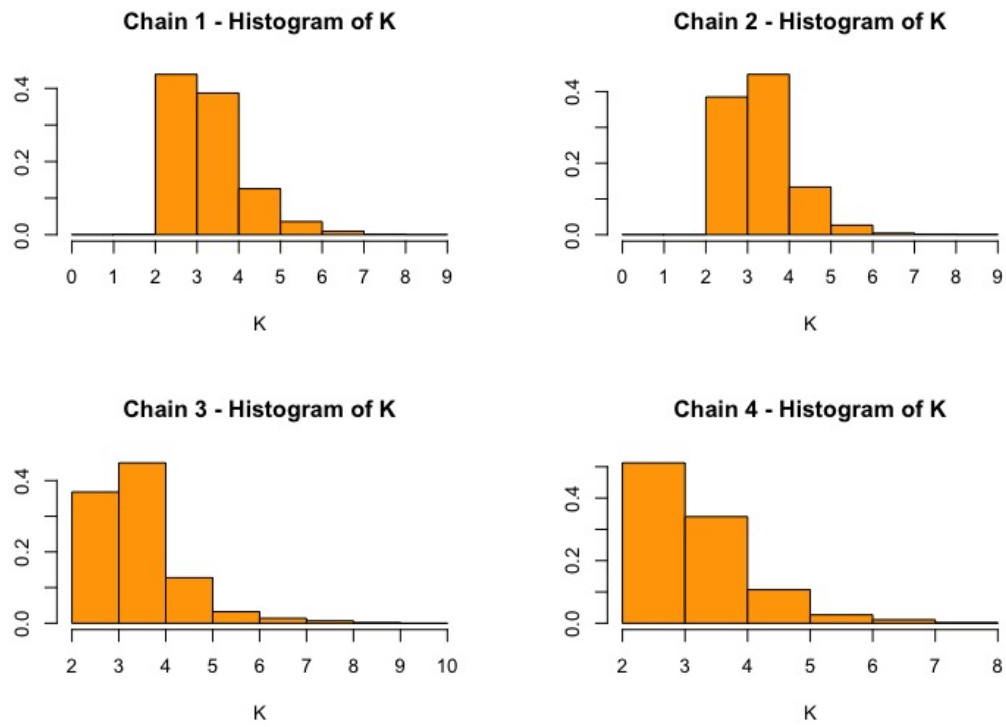 Chain 1 - Histogram of K
0.0 0.2 0.4
0 1 2 3 4 5 6 7 8 9
K
Chain 2 - Histogram of K
0.0 0.2 0.4
0 1 2 3 4 5 6 7 8 9
K
Chain 3 - Histogram of K
0.0 0.2 0.4
2 3 4 5 6 7 8 9 10
K
Chain 4 - Histogram of K
0.0 0.2 0.4
2 3 4 5 6 7 8
K